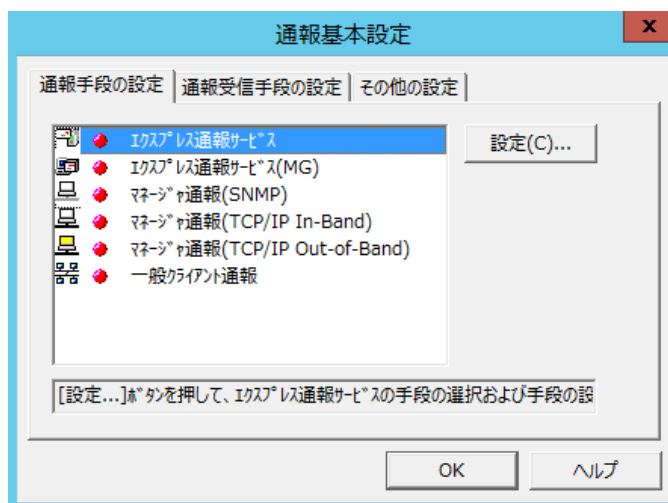 通報基本設定
x
通報手段の設定 通報受信手段の設定 その他の設定
ｴｸｽﾌﾟﾚｽ通報ｻｰﾋﾞｽ
設定(C)...
ｴｸｽﾌﾟﾚｽ通報ｻｰﾋﾞｽ(MG)
ﾏﾈｰｼﾞｬ通報(SNMP)
ﾏﾈｰｼﾞｬ通報(TCP/IP In-Band)
ﾏﾈｰｼﾞｬ通報(TCP/IP Out-of-Band)
一般ｸﾗｲｱﾝﾄ通報
[設定...]ﾎﾞﾀﾝを押して、ｴｸｽﾌﾟﾚｽ通報ｻｰﾋﾞｽの手段の選択および手段の設
OK ヘルプ